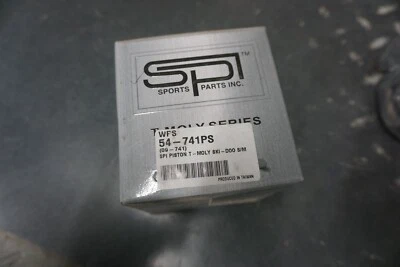 SPI
TM
SPORTS
PARTS INC.
T-MOLY SERIES
WFS
54-741PS
(09-741)
SPI PISTON T-MOLY SKI-DOO S/M
PRODUCED IN TAIWAN